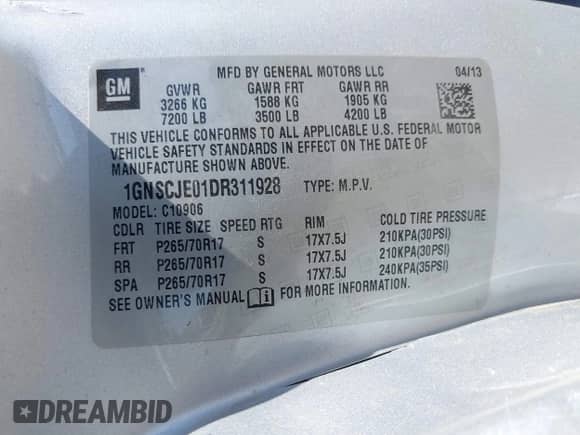 GM
MFD BY GENERAL MOTORS LLC 04/13
GVWR GAWR FRT GAWR RR
3266 KG 1588 KG 1905 KG
7200 LB 3500 LB 4200 LB
THIS VEHICLE CONFORMS TO ALL APPLICABLE U.S. FEDERAL MOTOR
VEHICLE SAFETY STANDARDS IN EFFECT ON THE DATE OF
MANUFACTURE SHOWN ABOVE.
1GNSCJE01DR311928 TYPE: M.P.V.
MODEL: C10906
CLDR TIRE SIZE SPEED RTG RIM COLD TIRE PRESSURE
FRT P265/70R17 S 17X7.5J 210KPA(30PSI)
RR P265/70R17 S 17X7.5J 210KPA(30PSI)
SPA P265/70R17 S 17X7.5J 240KPA(35PSI)
SEE OWNER'S MANUAL FOR MORE INFORMATION.
DREAMBID